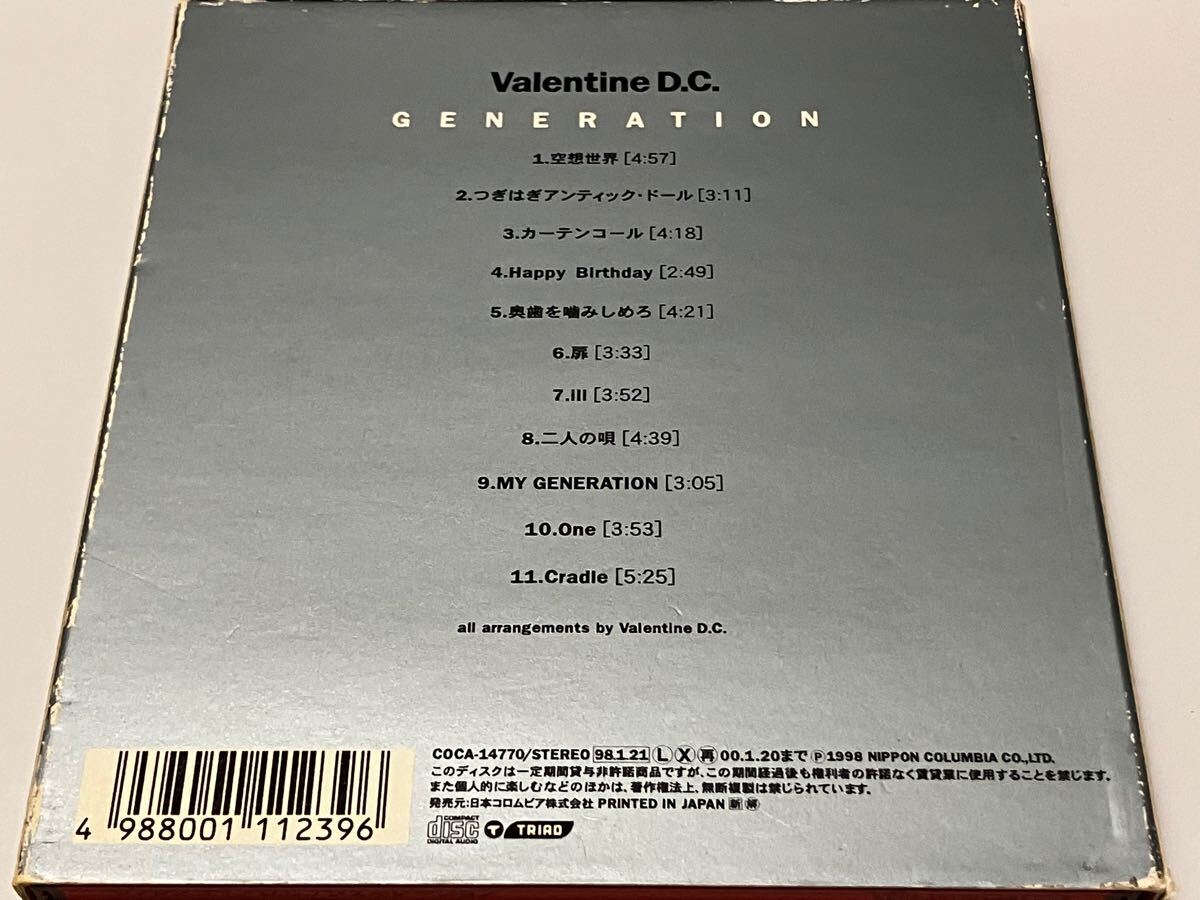 Valentine D.C.
GENERATION
1.空想世界 [4:57]
2.つぎはぎアンティック・ドール [3:11]
3.カーテンコール [4:18]
4.Happy Birthday [2:49]
5.奥歯を噛みしめろ [4:21]
6.扉 [3:33]
7.III [3:52]
8.二人の唄 [4:39]
9.MY GENERATION [3:05]
10.One [3:53]
11.Cradle [5:25]
all arrangements by Valentine D.C.
COCA-14770/STEREO 98.1.21 Ⓛ Ⓧ ㊢ 00.1.20まで Ⓟ1998 NIPPON COLUMBIA CO.,LTD.
このディスクは一定期間貸与非許諾商品ですが、この期間経過後も権利者の許諾なく賃貸業に使用することを禁じます。
また個人的に楽しむなどのほかは、著作権法上、無断複製は禁じられています。
発売元:日本コロムビア株式会社 PRINTED IN JAPAN
4 988001 112396
COMPACT disc DIGITAL AUDIO T TRIAD